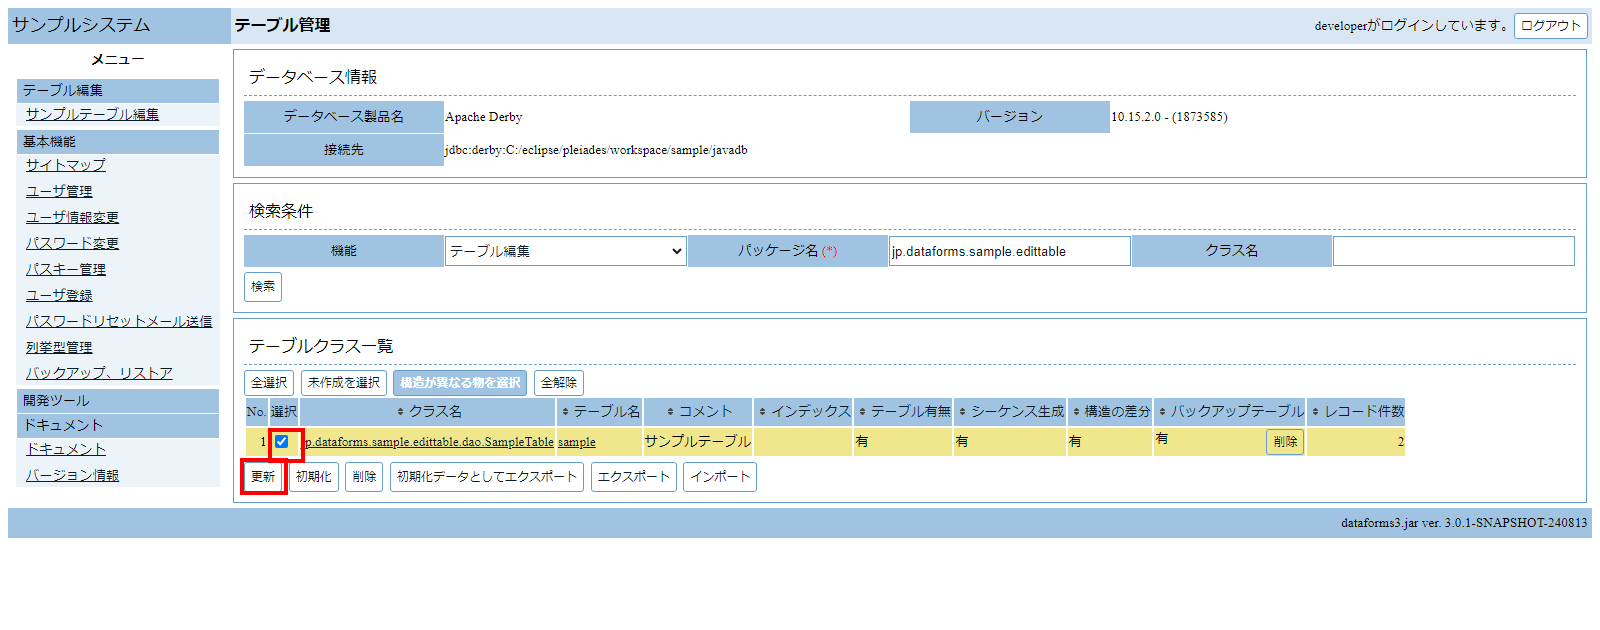 サンプルシステム
テーブル管理
developerがログインしています。 ログアウト
メニュー
テーブル編集
サンプルテーブル編集
基本機能
サイトマップ
ユーザ管理
ユーザ情報変更
パスワード変更
パスキー管理
ユーザ登録
パスワードリセットメール送信
列挙型管理
バックアップ、リストア
開発ツール
ドキュメント
ドキュメント
バージョン情報
データベース情報
データベース製品名 Apache Derby バージョン 10.15.2.0 - (1873585)
接続先 jdbc:derby:C:/eclipse/pleiades/workspace/sample/javadb
検索条件
機能 テーブル編集 パッケージ名 (*) jp.dataforms.sample.edittable クラス名
検索
テーブルクラス一覧
全選択 未作成を選択 構造が異なる物を選択 全解除
No. 選択 クラス名 テーブル名 コメント インデックス テーブル有無 シーケンス生成 構造の差分 バックアップテーブル レコード件数
1 p.dataforms.sample.edittable.dao.SampleTable sample サンプルテーブル 有 有 有 有 削除 2
更新 初期化 削除 初期化データとしてエクスポート エクスポート インポート
dataforms3.jar ver. 3.0.1-SNAPSHOT-240813